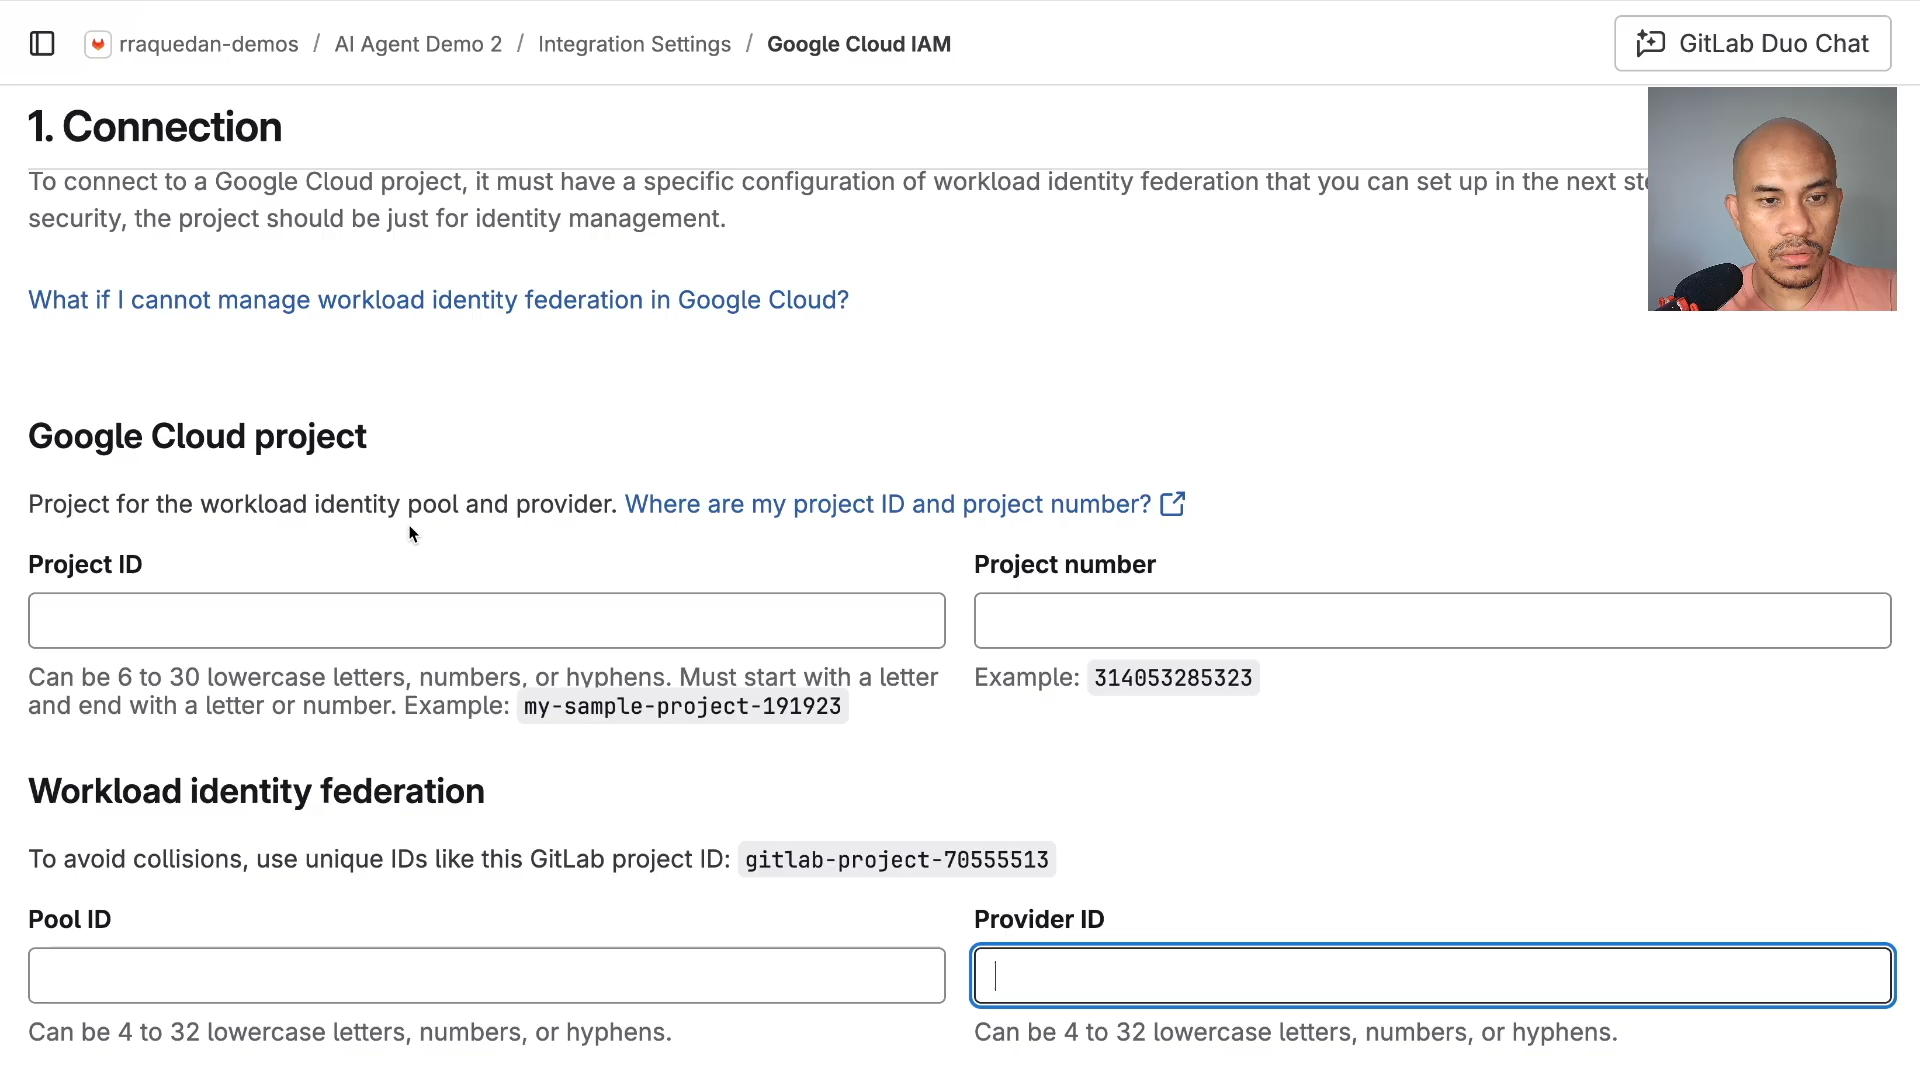 rraquedan-demos / AI Agent Demo 2 / Integration Settings / Google Cloud IAM
GitLab Duo Chat
1. Connection
To connect to a Google Cloud project, it must have a specific configuration of workload identity federation that you can set up in the next
security, the project should be just for identity management.
What if I cannot manage workload identity federation in Google Cloud?
Google Cloud project
Project for the workload identity pool and provider. Where are my project ID and project number?
Project ID
Project number
Can be 6 to 30 lowercase letters, numbers, or hyphens. Must start with a letter
and end with a letter or number. Example: my-sample-project-191923
Example: 314053285323
Workload identity federation
To avoid collisions, use unique IDs like this GitLab project ID: gitlab-project-70555513
Pool ID
Provider ID
Can be 4 to 32 lowercase letters, numbers, or hyphens.
Can be 4 to 32 lowercase letters, numbers, or hyphens.